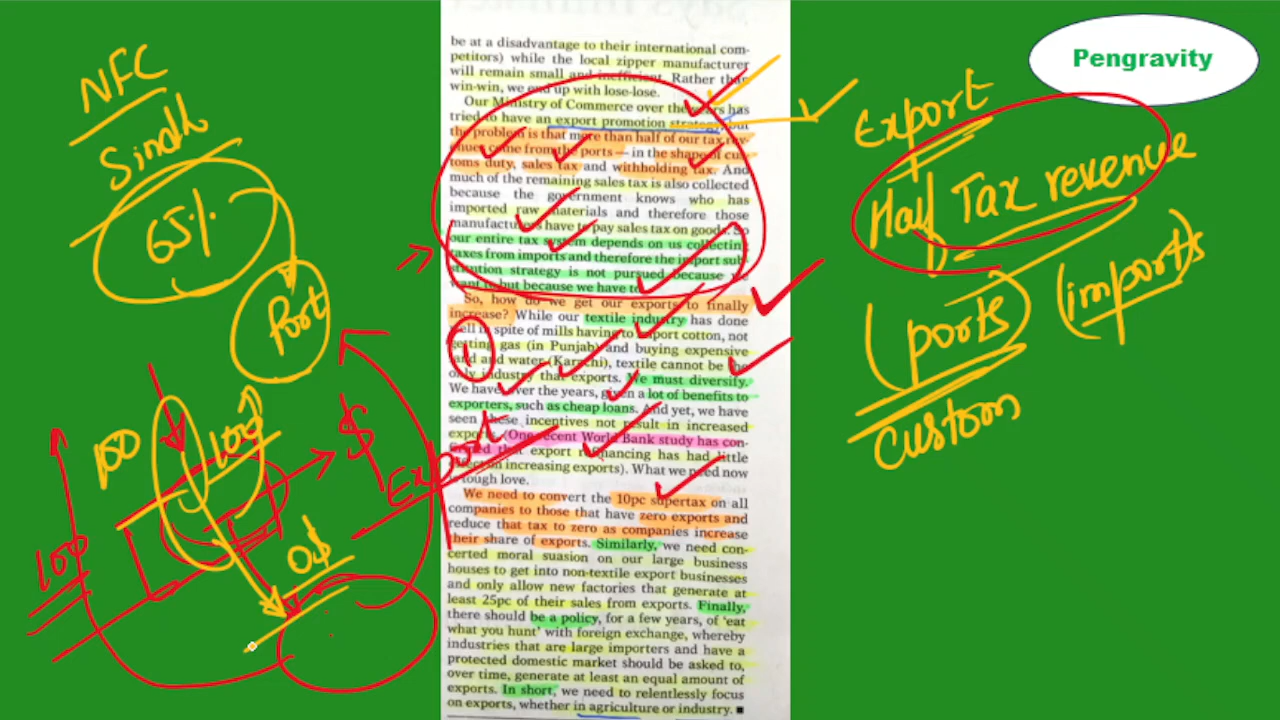 be at a disadvantage to their international com-
petitors) while the local zipper manufacturer
will remain small and inefficient. Rather than
win-win, we end up with lose-lose.
Our Ministry of Commerce over the years has
tried to have an export promotion strategy, but
the problem is that more than half of our tax rev-
enues come from the ports — in the shape of cus-
toms duty, sales tax and withholding tax. And
much of the remaining sales tax is also collected
because the government knows who has
imported raw materials and therefore those
manufacturers have to pay sales tax on goods. So
our entire tax system depends on us collecting
taxes from imports and therefore the import sub-
stitution strategy is not pursued because we
want to but because we have to.
So, how do we get our exports to finally
increase? While our textile industry has done
well in spite of mills having to import cotton, not
getting gas (in Punjab) and buying expensive
land and water (Karachi), textile cannot be the
only industry that exports. We must diversify.
We have over the years, given a lot of benefits to
exporters, such as cheap loans. And yet, we have
seen these incentives not result in increased
exports. (One recent World Bank study has con-
firmed that export refinancing has had little
effect on increasing exports). What we need now
is tough love.
We need to convert the 10pc supertax on all
companies to those that have zero exports and
reduce that tax to zero as companies increase
their share of exports. Similarly, we need con-
certed moral suasion on our large business
houses to get into non-textile export businesses
and only allow new factories that generate at
least 25pc of their sales from exports. Finally,
there should be a policy, for a few years, of ‘eat
what you hunt’ with foreign exchange, whereby
industries that are large importers and have a
protected domestic market should be asked to,
over time, generate at least an equal amount of
exports. In short, we need to relentlessly focus
on exports, whether in agriculture or industry. ■
Pengravity
NFC
Sindh
65%
Port
100
100
$
100
0$
Export
1
Export
Half Tax revenue
(ports) (imports)
custom